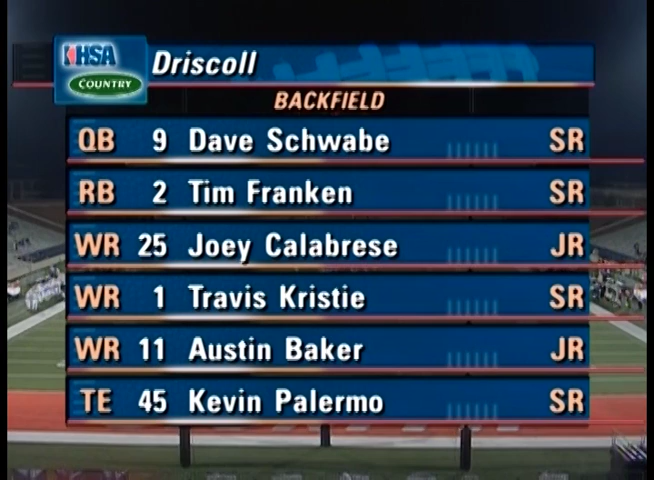 IHSA
COUNTRY
Driscoll
BACKFIELD
QB 9 Dave Schwabe SR
RB 2 Tim Franken SR
WR 25 Joey Calabrese JR
WR 1 Travis Kristie SR
WR 11 Austin Baker JR
TE 45 Kevin Palermo SR